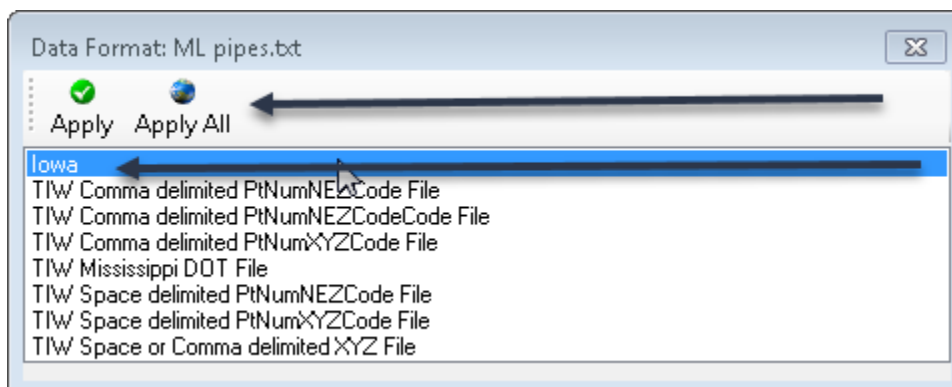 Data Format: ML pipes.txt
Apply Apply All
Iowa
TIW Comma delimited PtNumNEZCode File
TIW Comma delimited PtNumNEZCodeCode File
TIW Comma delimited PtNumXYZCode File
TIW Mississippi DOT File
TIW Space delimited PtNumNEZCode File
TIW Space delimited PtNumXYZCode File
TIW Space or Comma delimited XYZ File